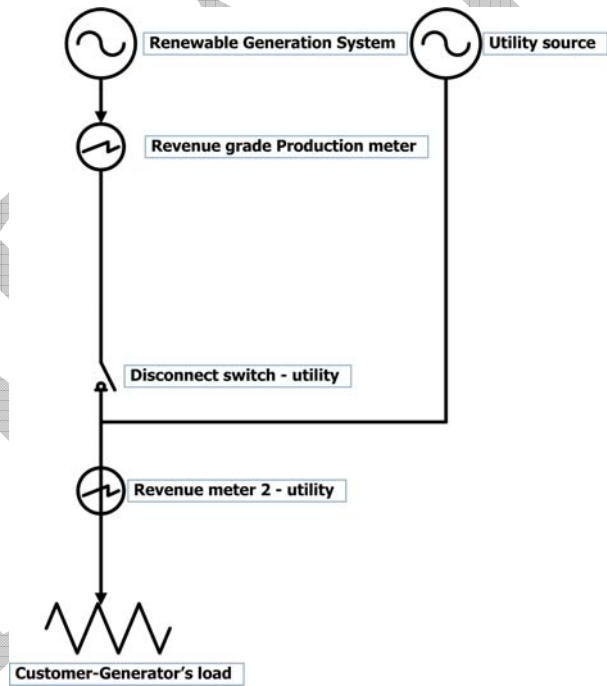 Renewable Generation System
Utility source
Revenue grade Production meter
Disconnect switch - utility
Revenue meter 2 - utility
Customer-Generator's load